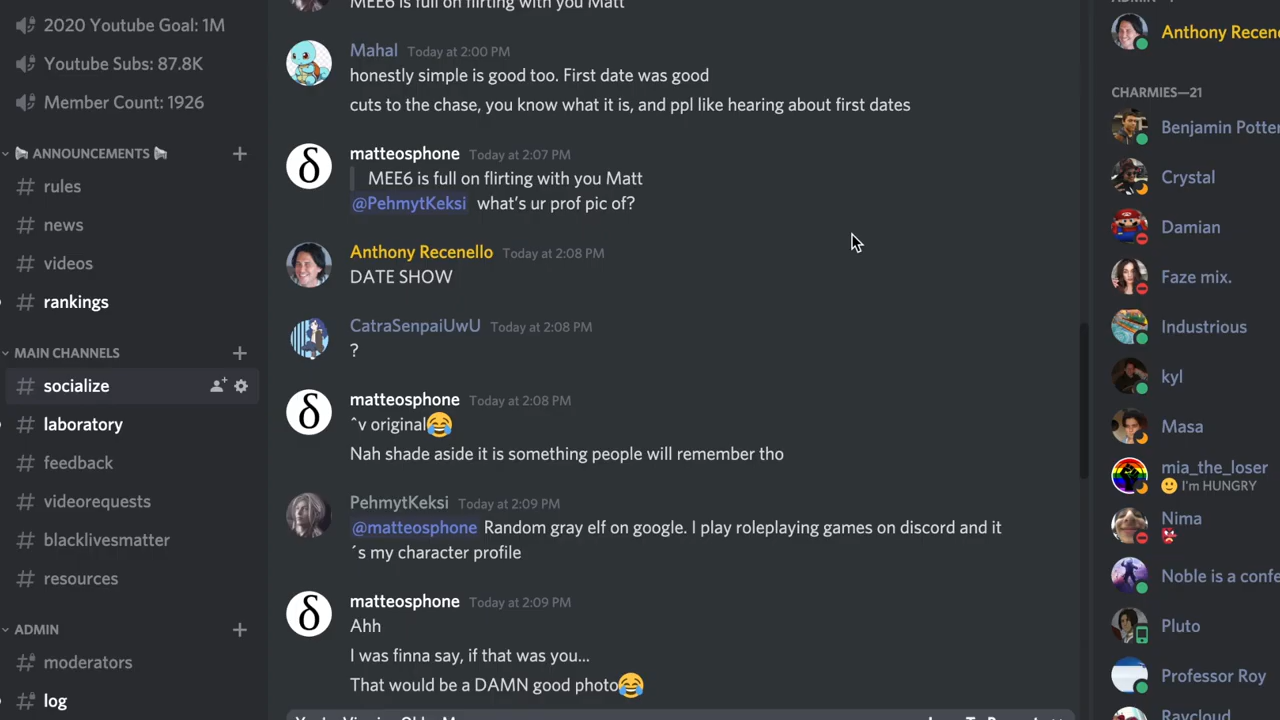 2020 Youtube Goal: 1M
Youtube Subs: 87.8K
Member Count: 1926
ANNOUNCEMENTS
rules
news
videos
rankings
MAIN CHANNELS
socialize
laboratory
feedback
videorequests
blacklivesmatter
resources
ADMIN
moderators
log
MEE6 is full on flirting with you Matt
Mahal Today at 2:00 PM
honestly simple is good too. First date was good
cuts to the chase, you know what it is, and ppl like hearing about first dates
matteosphone Today at 2:07 PM
MEE6 is full on flirting with you Matt
@PehmytKeksi what's ur prof pic of?
Anthony Recenello Today at 2:08 PM
DATE SHOW
CatraSenpaiUwU Today at 2:08 PM
?
matteosphone Today at 2:08 PM
^v original😂
Nah shade aside it is something people will remember tho
PehmytKeksi Today at 2:09 PM
@matteosphone Random gray elf on google. I play roleplaying games on discord and it
´s my character profile
matteosphone Today at 2:09 PM
Ahh
I was finna say, if that was you...
That would be a DAMN good photo😂
Anthony Recen
CHARMIES—21
Benjamin Potte
Crystal
Damian
Faze mix.
Industrious
kyl
Masa
mia_the_loser
I'm HUNGRY
Nima
Noble is a confe
Pluto
Professor Roy
Raycloud